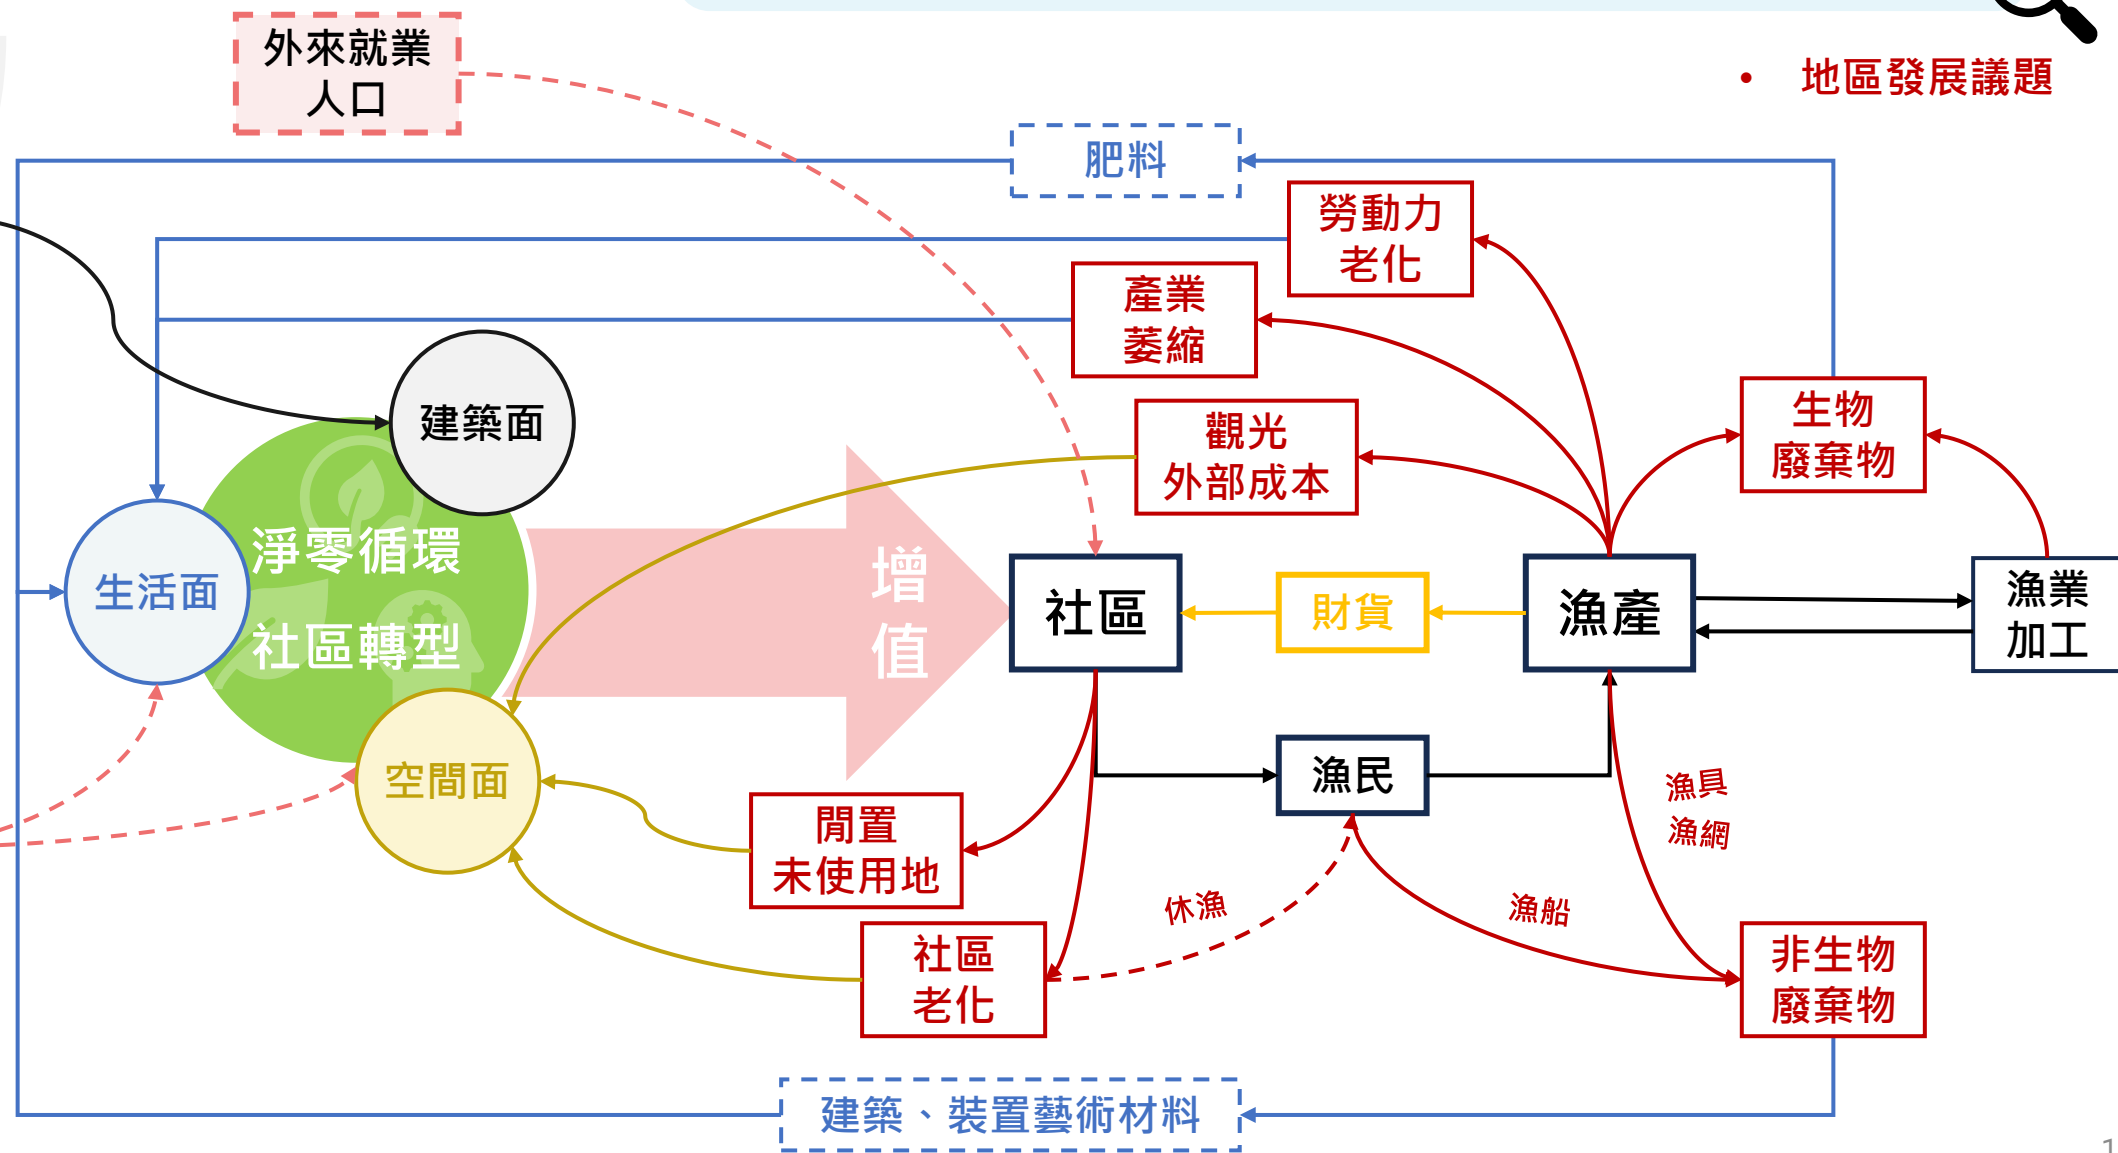 外來就業
人口
• 地區發展議題
肥料
勞動力
老化
產業
萎縮
建築面
觀光
外部成本
生物
廢棄物
淨零循環
社區轉型
生活面
增
值
社區
財貨
漁產
漁業
加工
空間面
漁民
漁具
漁網
閒置
未使用地
休漁
漁船
社區
老化
非生物
廢棄物
建築、裝置藝術材料
1